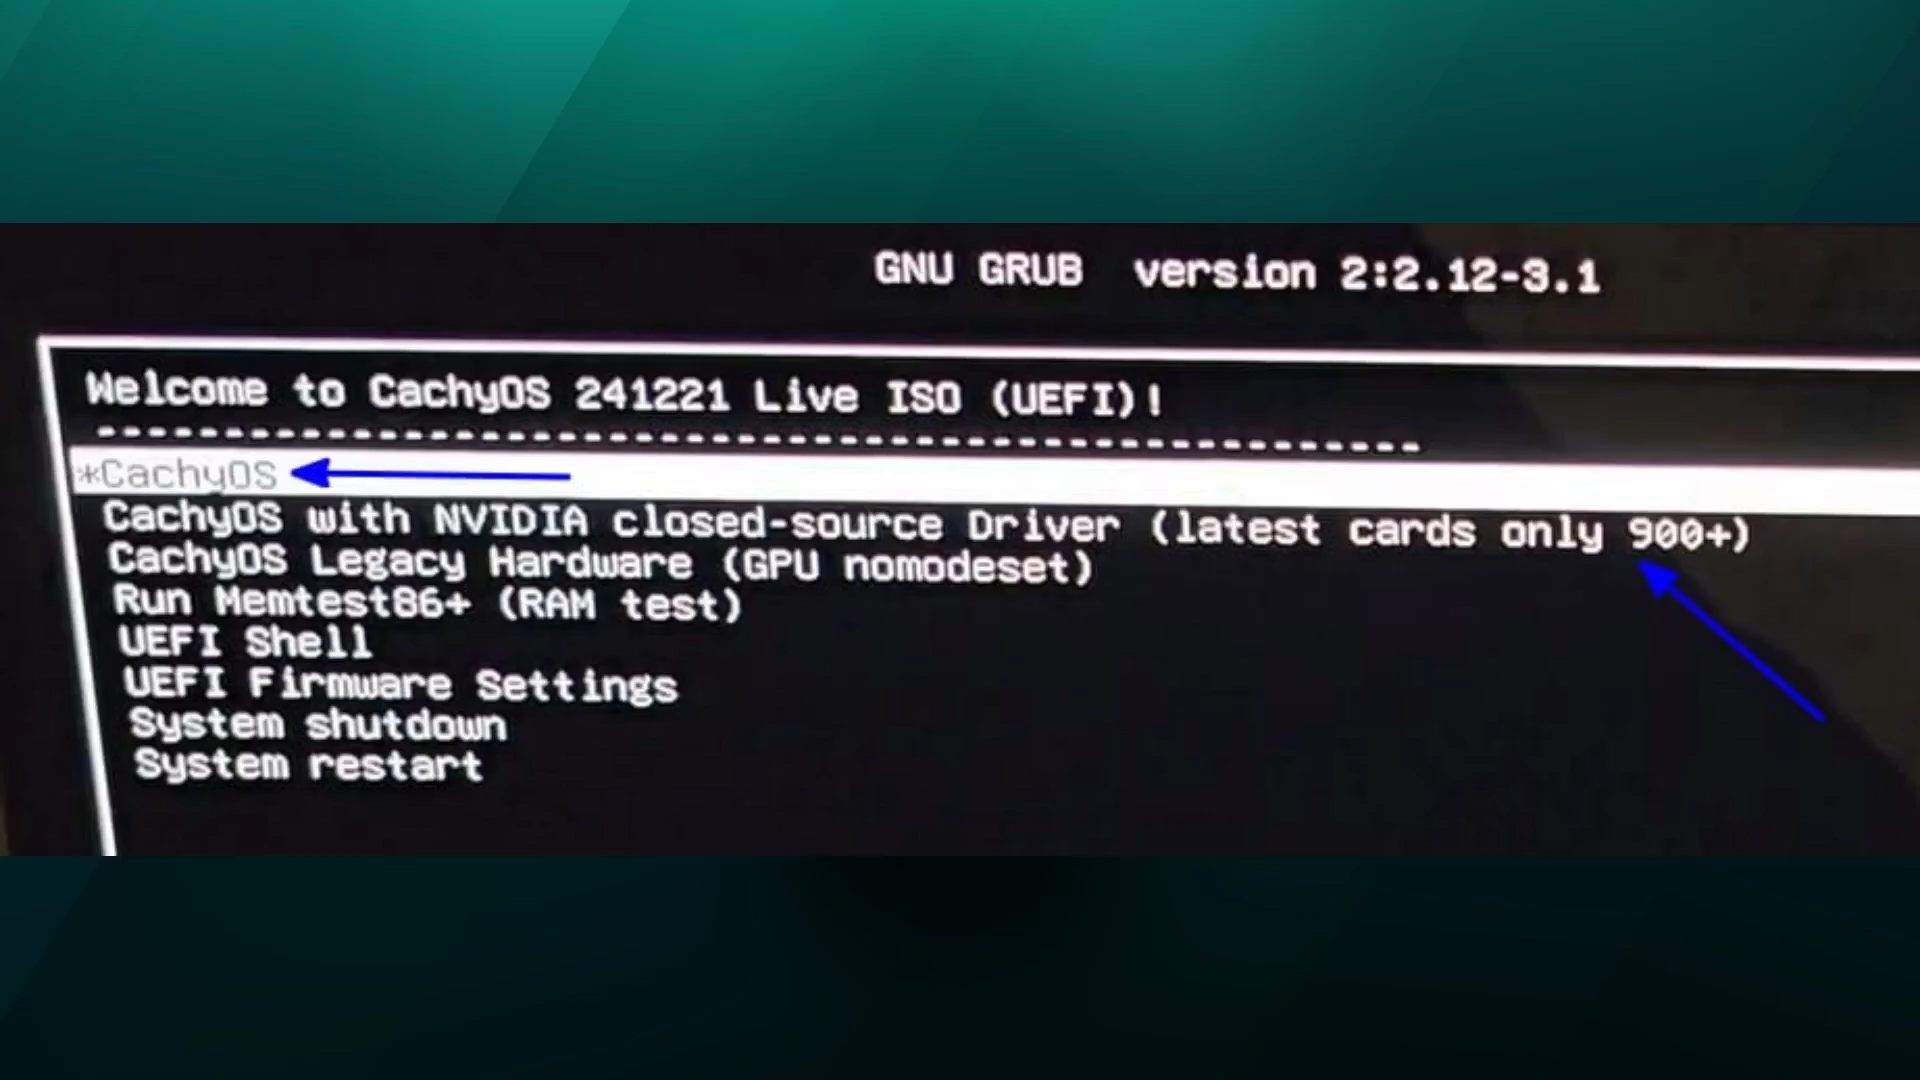 GNU GRUB version 2:2.12-3.1
Welcome to CachyOS 241221 Live ISO (UEFI)!
-----------------------------------------------------
*CachyOS
CachyOS with NVIDIA closed-source Driver (latest cards only 900+)
CachyOS Legacy Hardware (GPU nomodeset)
Run Memtest86+ (RAM test)
UEFI Shell
UEFI Firmware Settings
System shutdown
System restart